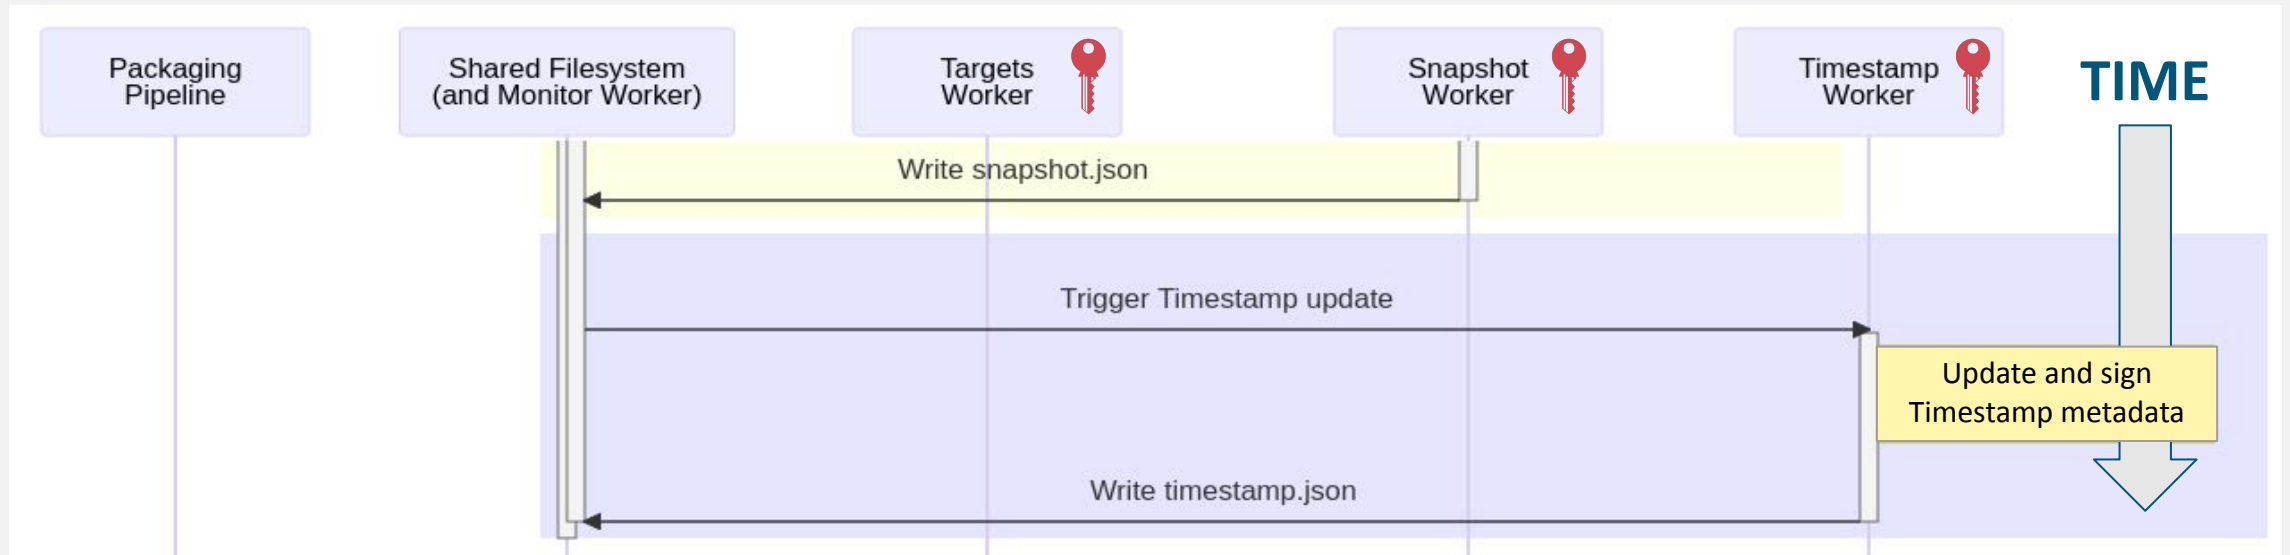 Packaging
Pipeline
Shared Filesystem
(and Monitor Worker)
Targets
Worker
Snapshot
Worker
Timestamp
Worker
TIME
Write snapshot.json
Trigger Timestamp update
Update and sign
Timestamp metadata
Write timestamp.json